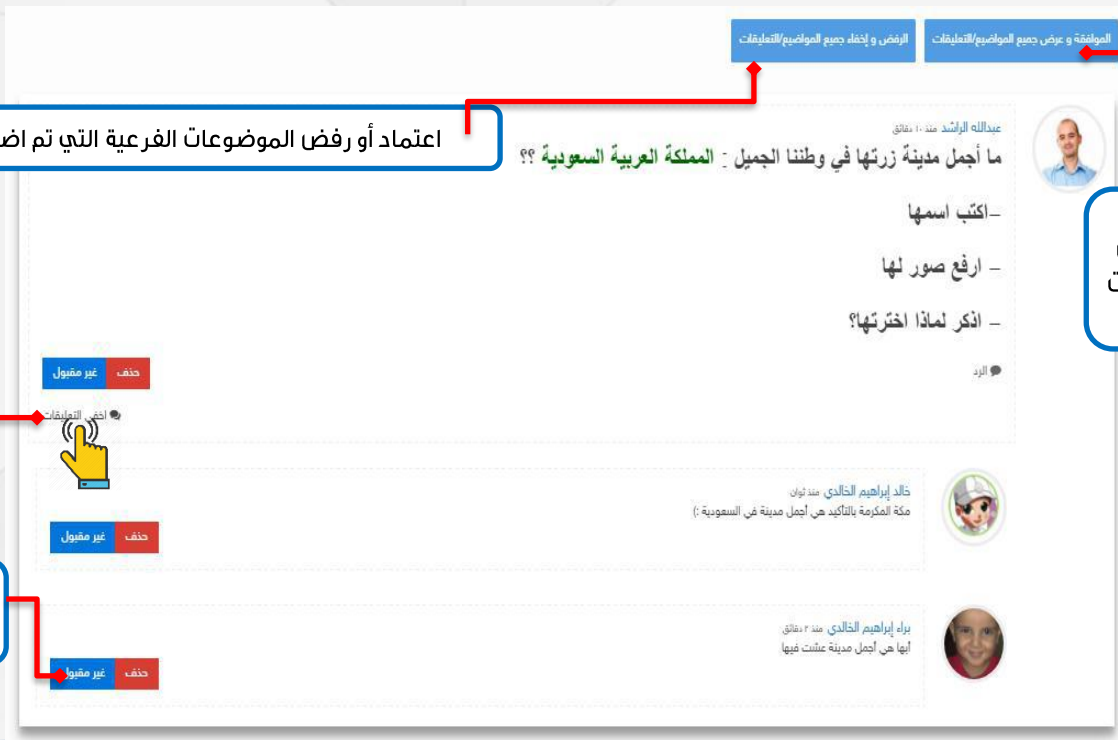 الموافقة و عرض جميع المواضيع/التعليقات
الرفض و إخفاء جميع المواضيع/التعليقات
اعتماد أو رفض الموضوعات الفرعية التي تم اض
عبدالله الراشد منذ ١٠ دقائق
ما أجمل مدينة زرتها في وطننا الجميل : المملكة العربية السعودية ؟؟
–اكتب اسمها
– ارفع صور لها
– اذكر لماذا اخترتها؟
الرد
حذف
غير مقبول
اخفي التعليقات
خالد إبراهيم الخالدي منذ ثوان
مكة المكرمة بالتأكيد هي أجمل مدينة في السعودية :)
حذف
غير مقبول
براء إبراهيم الخالدي منذ ٢ دقائق
أبها هي أجمل مدينة عشت فيها
حذف
غير مقبول